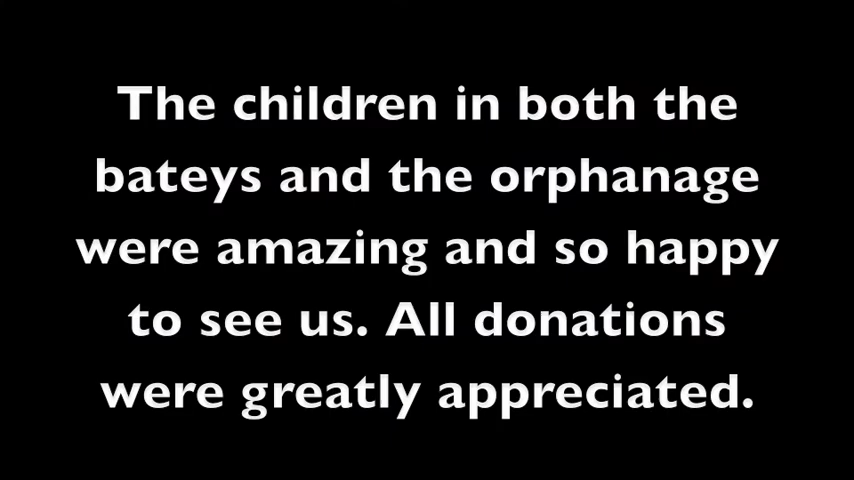 The children in both the
bateys and the orphanage
were amazing and so happy
to see us. All donations
were greatly appreciated.